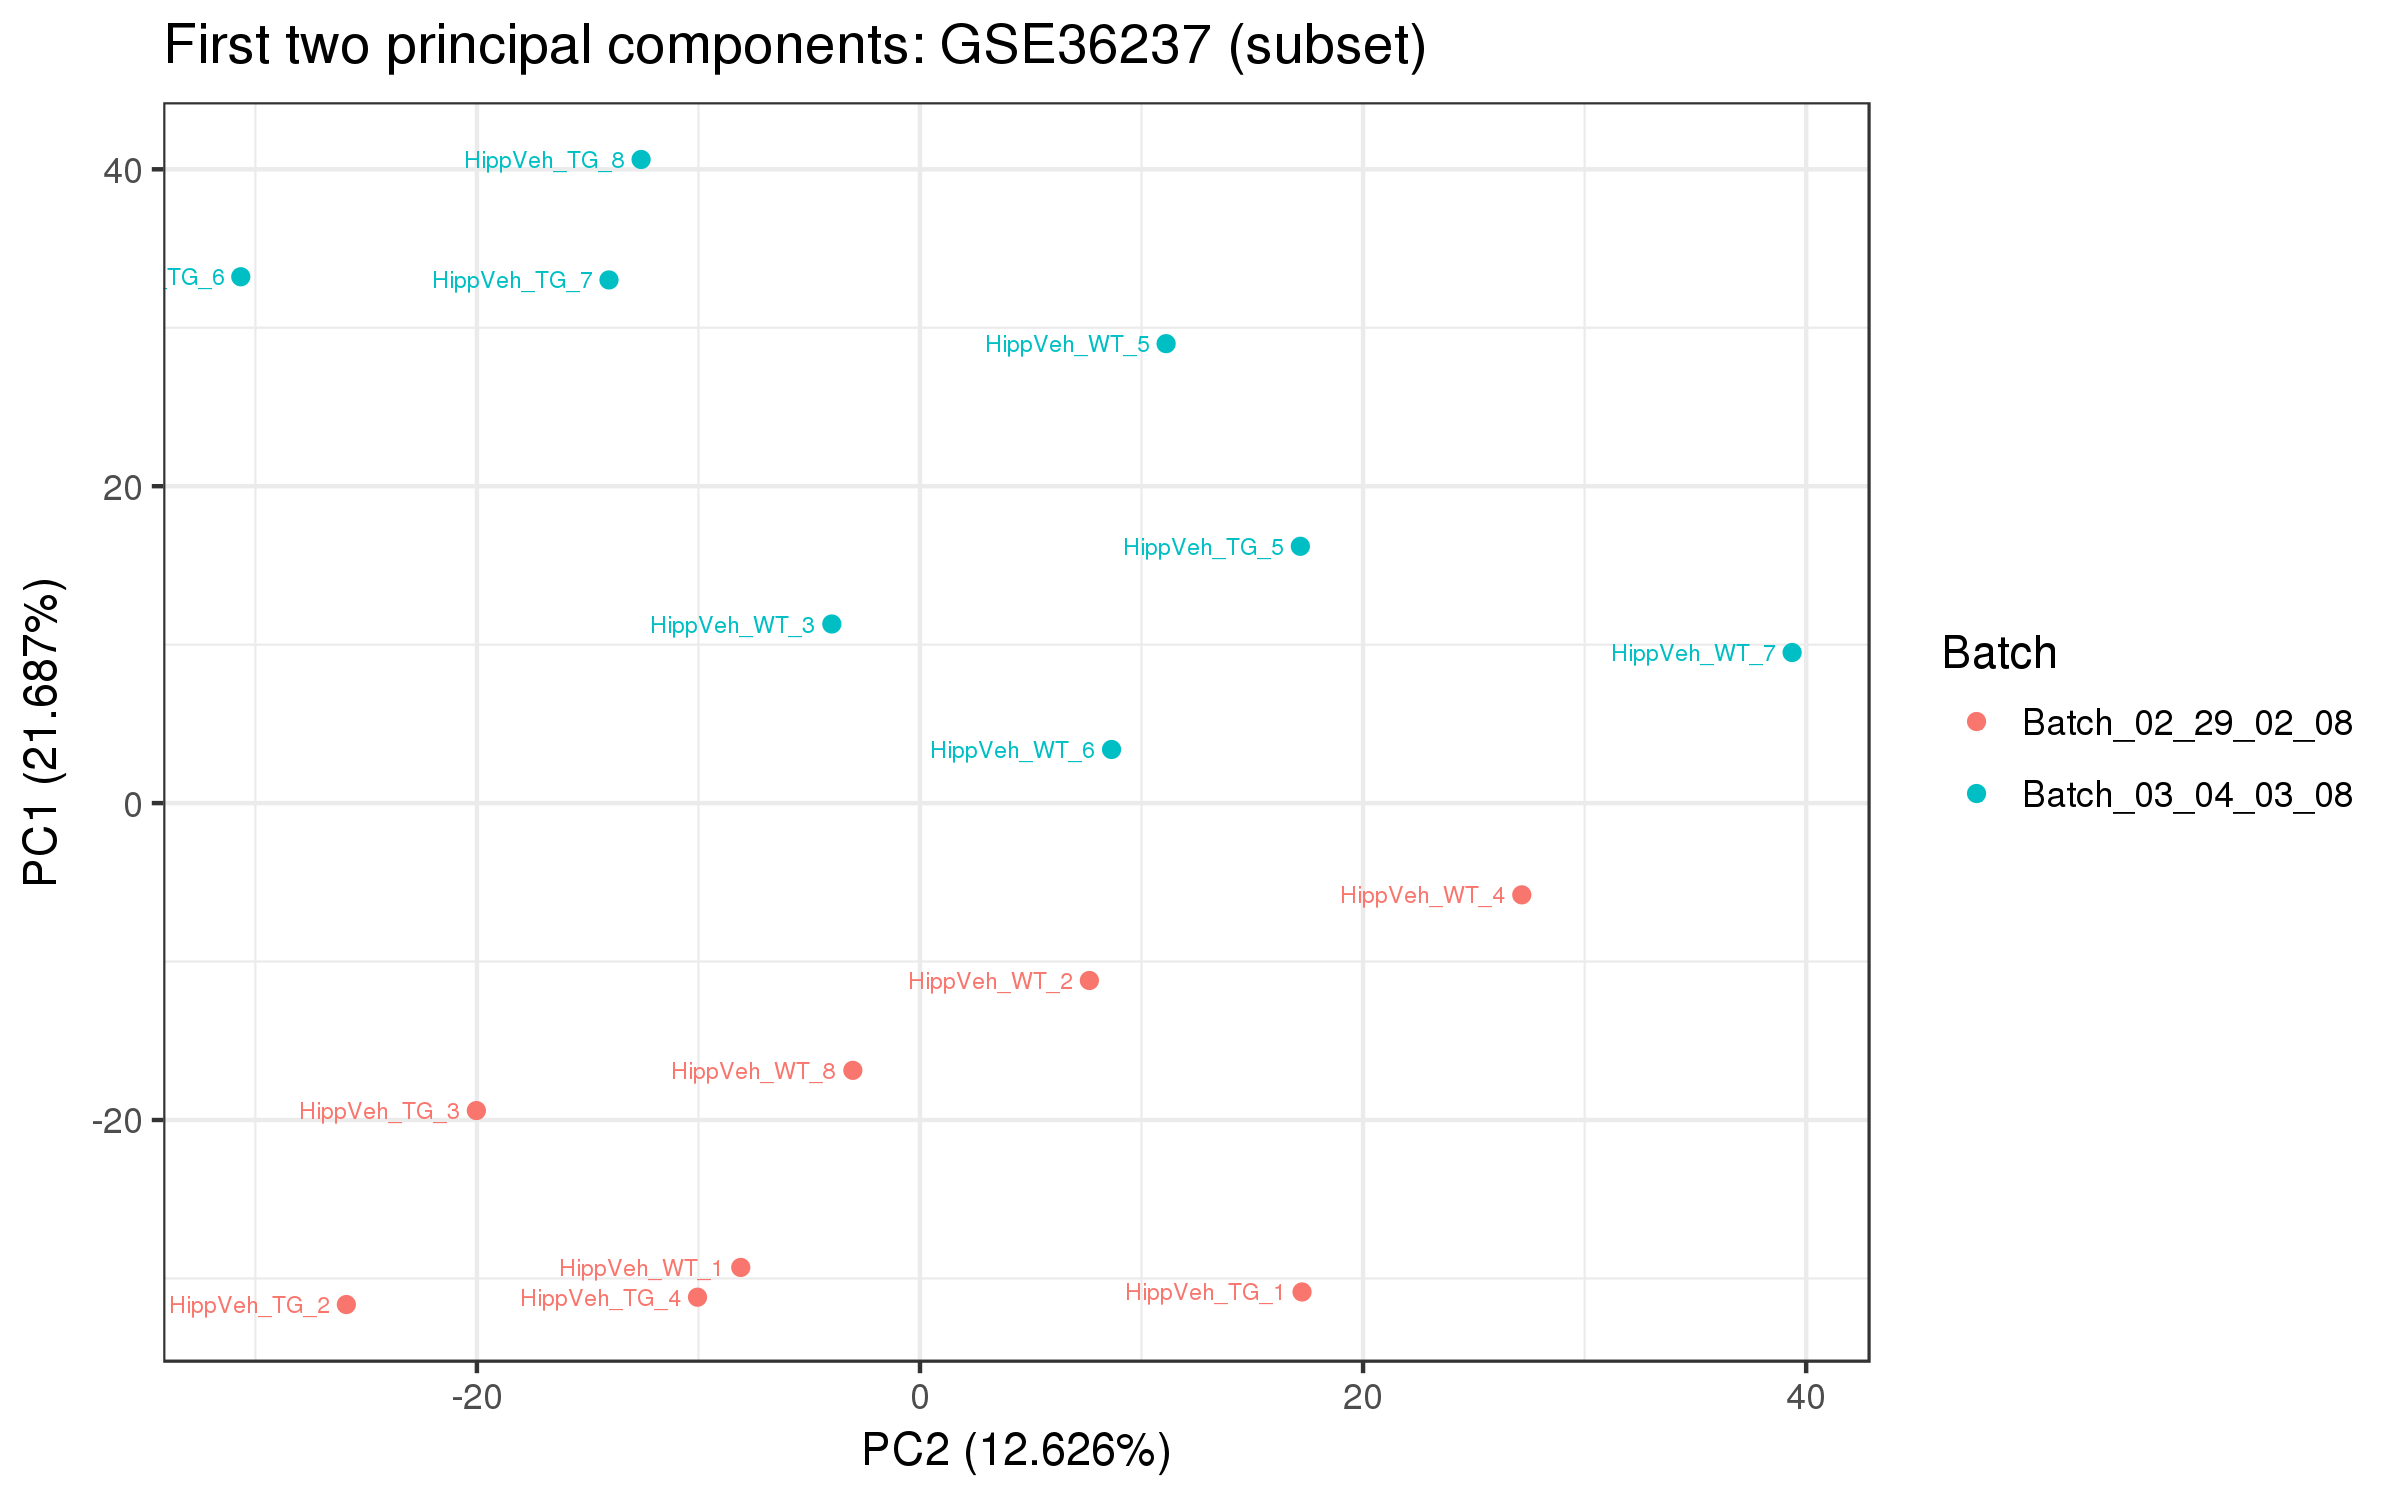 First two principal components: GSE36237 (subset)
PC1 (21.687%)
40
20
0
-20
HippVeh_TG_8
_TG_6
HippVeh_TG_7
HippVeh_WT_5
HippVeh_TG_5
HippVeh_WT_3
HippVeh_WT_7
HippVeh_WT_6
HippVeh_WT_4
HippVeh_WT_2
HippVeh_WT_8
HippVeh_TG_3
HippVeh_WT_1
HippVeh_TG_1
HippVeh_TG_4
HippVeh_TG_2
-20
0
20
40
PC2 (12.626%)
Batch
Batch_02_29_02_08
Batch_03_04_03_08